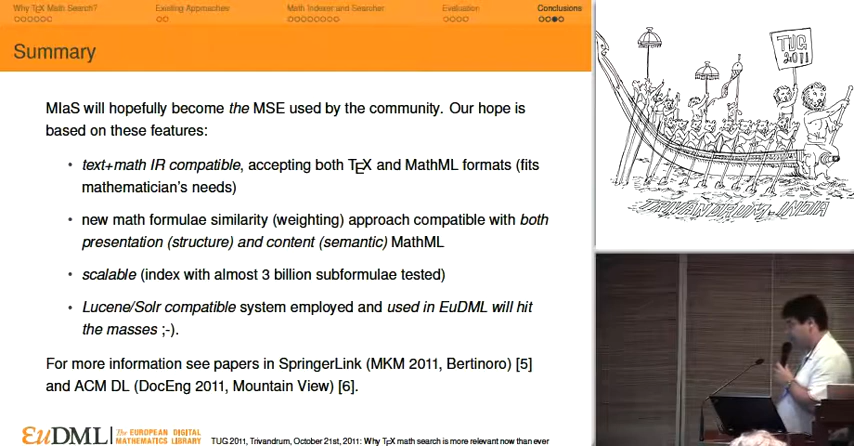 Why TEX Math Search?
Existing Approaches
Math Indexer and Searcher
Evaluation
Conclusions
Summary
MIaS will hopefully become the MSE used by the community. Our hope is
based on these features:
• text+math IR compatible, accepting both TEX and MathML formats (fits
mathematician's needs)
• new math formulae similarity (weighting) approach compatible with both
presentation (structure) and content (semantic) MathML
• scalable (index with almost 3 billion subformulae tested)
• Lucene/Solr compatible system employed and used in EuDML will hit
the masses ;-).
For more information see papers in SpringerLink (MKM 2011, Bertinoro) [5]
and ACM DL (DocEng 2011, Mountain View) [6].
EuDML
The EUROPEAN DIGITAL
MATHEMATICS LIBRARY
TUG 2011, Trivandrum, October 21st, 2011: Why TEX math search is more relevant now than ever
TUG
2011
TRIVANDRUM, INDIA